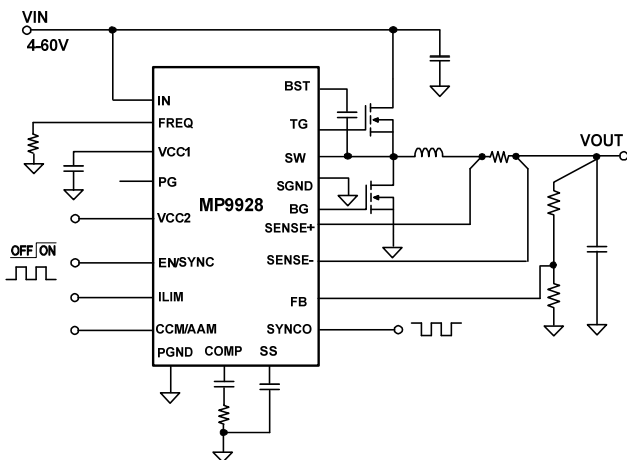 VIN
4-60V
IN
FREQ
VCC1
PG
VCC2
OFF ON
EN/SYNC
ILIM
CCM/AAM
PGND
COMP
SS
MP9928
BST
TG
SW
SGND
BG
SENSE+
SENSE-
FB
SYNCO
VOUT